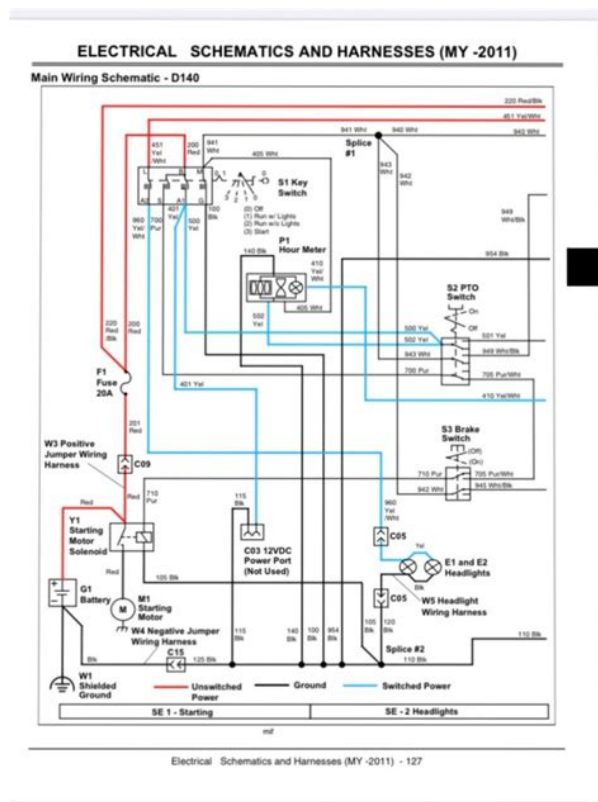 ELECTRICAL SCHEMATICS AND HARNESSES (MY -2011)
Main Wiring Schematic - D140
220 Red/Blk
451 Yel/Wht
941 Wht
940 Wht
940 Wht
451
Yel
/Wht
200
Red
941
Wht
405 Wht
Splice
#1
943
Wht
942
Wht
L
B
M
A2
S
A1
G
0
1
2
3
S1 Key
Switch
(0) Off
(1) Run w/ Lights
(2) Run w/o Lights
(3) Start
960
Yel/
Wht
700
Pur
401
Yel
500
Yel
100
Blk
949
Wht/Blk
P1
Hour Meter
140 Blk
410
Yel/
Wht
954 Blk
405 Wht
502
Yel
S2 PTO
Switch
On
Off
500 Yel
502 Yel
501 Yel
943 Wht
949 Wht/Blk
700 Pur
705 Pur/Wht
410 Yel/Wht
220
Red
/Blk
200
Red
F1
Fuse
20A
401 Yel
201
Red
W3 Positive
Jumper Wiring
Harness
C09
S3 Brake
Switch
(Off)
(On)
710 Pur
705 Pur/Wht
942 Wht
945 Wht/Blk
Red
Red
710
Pur
115
Blk
960
Yel
/Wht
Y1
Starting
Motor
Solenoid
C03 12VDC
Power Port
(Not Used)
C05
Yel
E1 and E2
Headlights
Blk
Red
105 Blk
G1
Battery
M
M1
Starting
Motor
C05
W5 Headlight
Wiring Harness
W4 Negative Jumper
Wiring Harness
115
Blk
140
Blk
100
Blk
954
Blk
105
Blk
120
Blk
Splice #2
110 Blk
Blk
C15
125 Blk
110 Blk
W1
Shielded
Ground
Unswitched
Power
Ground
Switched Power
SE 1 - Starting
SE - 2 Headlights
mif
Electrical Schematics and Harnesses (MY -2011) - 127